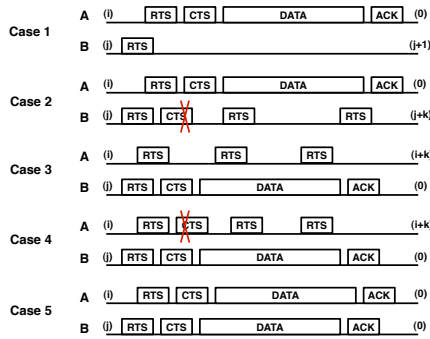 A (i) RTS CTS DATA ACK (0)
Case 1
B (j) RTS (j+1)
A (i) RTS CTS DATA ACK (0)
Case 2
B (j) RTS CTS RTS RTS (j+k)
A (i) RTS RTS RTS (i+k)
Case 3
B (j) RTS CTS DATA ACK (0)
A (i) RTS CTS RTS RTS (i+k)
Case 4
B (j) RTS CTS DATA ACK (0)
A (i) RTS CTS DATA ACK (0)
Case 5
B (j) RTS CTS DATA ACK (0)